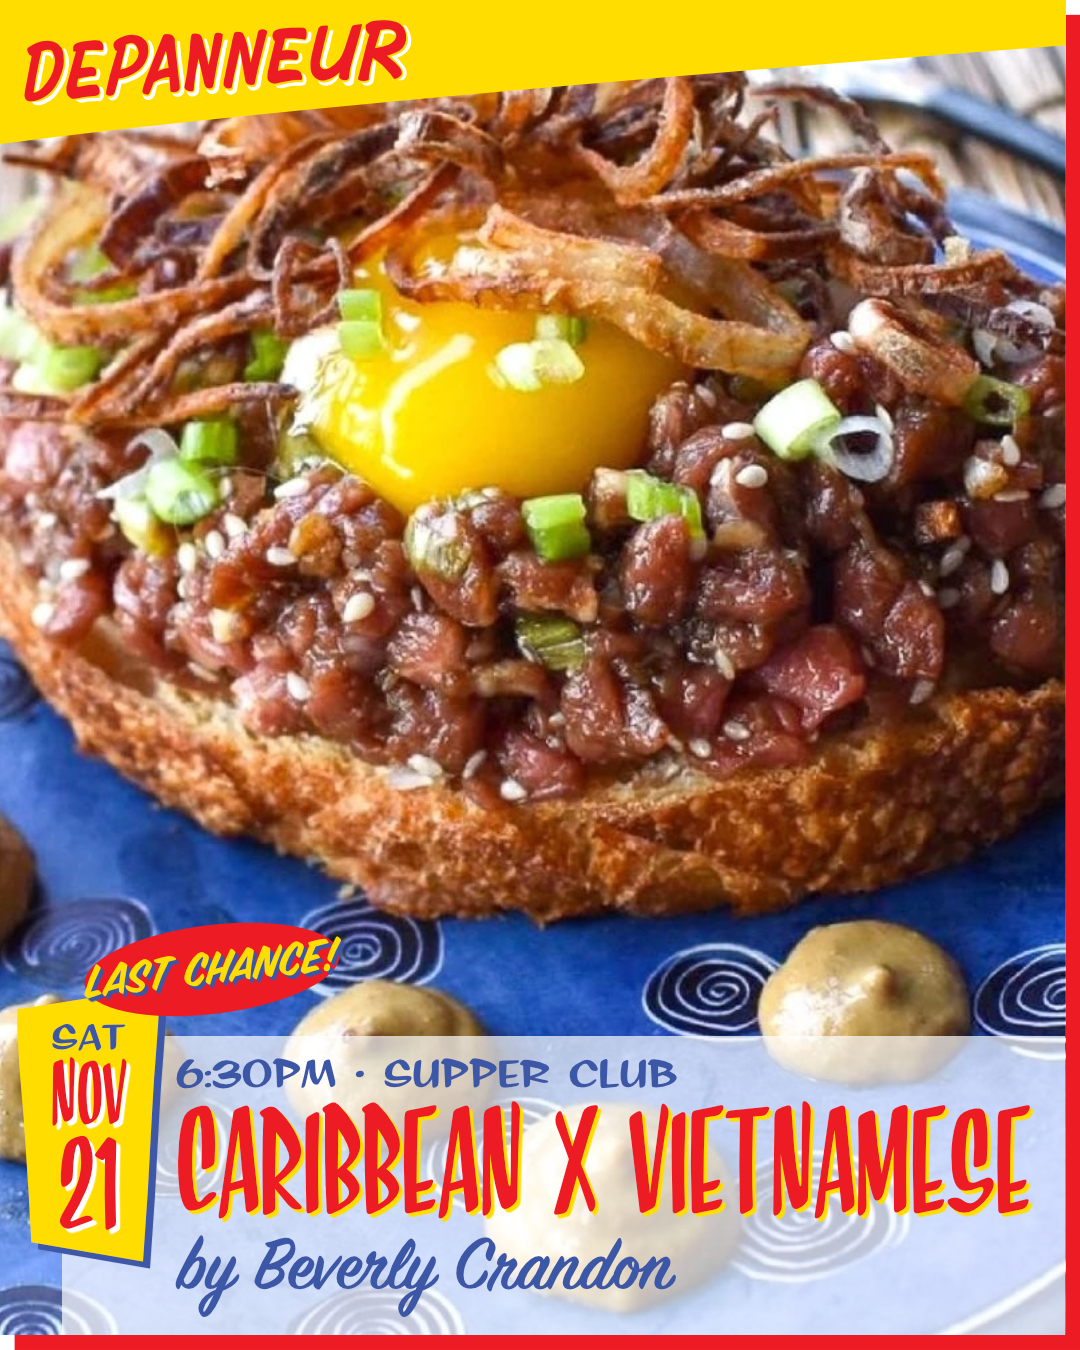 DEPANNEUR
LAST CHANCE!
SAT
NOV
21
6:30PM • SUPPER CLUB
CARIBBEAN X VIETNAMESE
by Beverly Crandon